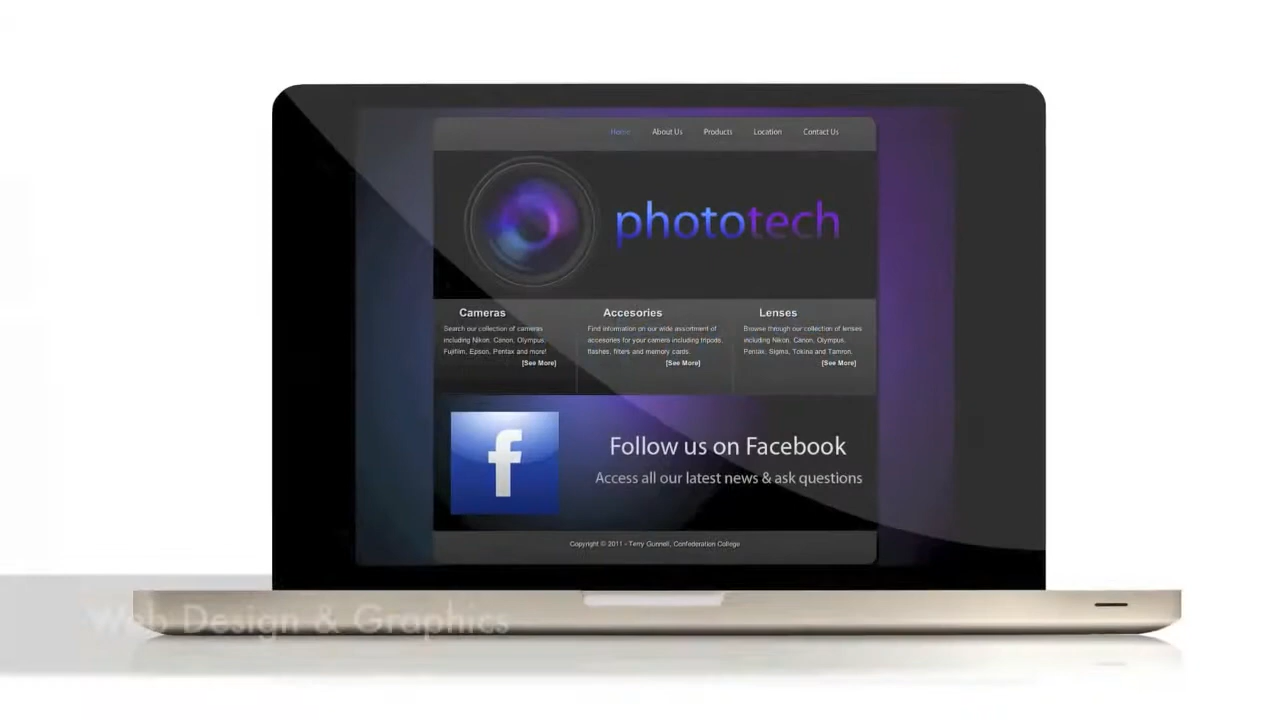 Home About Us Products Location Contact Us
phototech
Cameras
Search our collection of cameras
including Nikon, Canon, Olympus,
Fujifilm, Epson, Pentax and more!
[See More]
Accesories
Find information on our wide assortment of
accesories for your camera including tripods,
flashes, filters and memory cards.
[See More]
Lenses
Browse through our collection of lenses
including Nikon, Canon, Olympus,
Pentax, Sigma, Tokina and Tamron.
[See More]
f
Follow us on Facebook
Access all our latest news & ask questions
Copyright © 2011 - Terry Gunnell, Confederation College
Web Design & Graphics